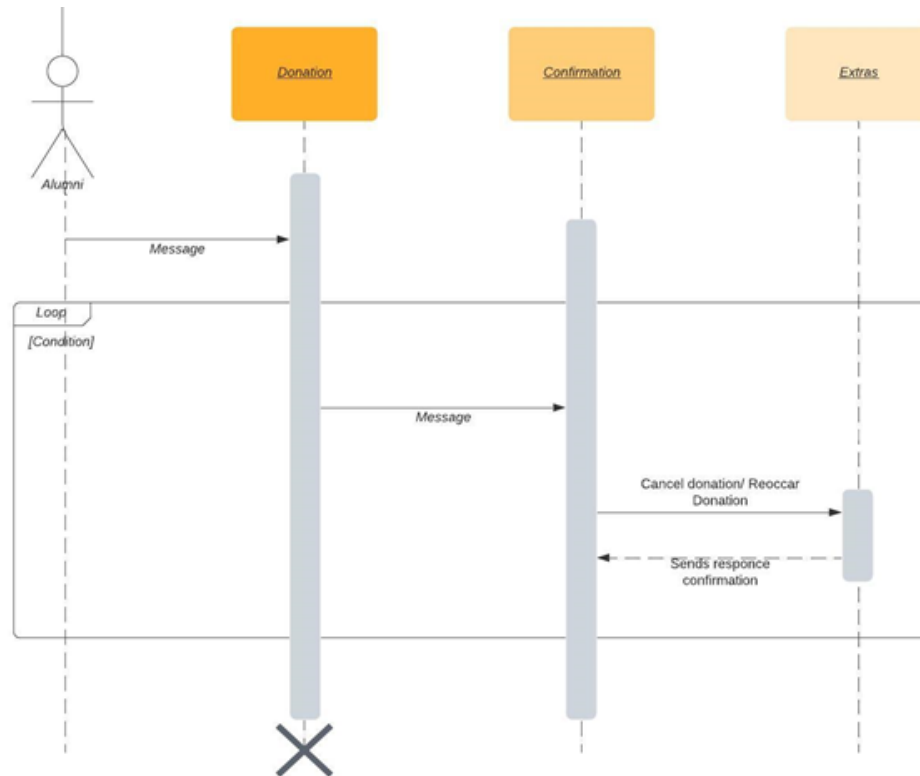 Donation
Confirmation
Extras
Alumni
Message
Loop
[Condition]
Message
Cancel donation/ Reoccar
Donation
Sends responce
confirmation